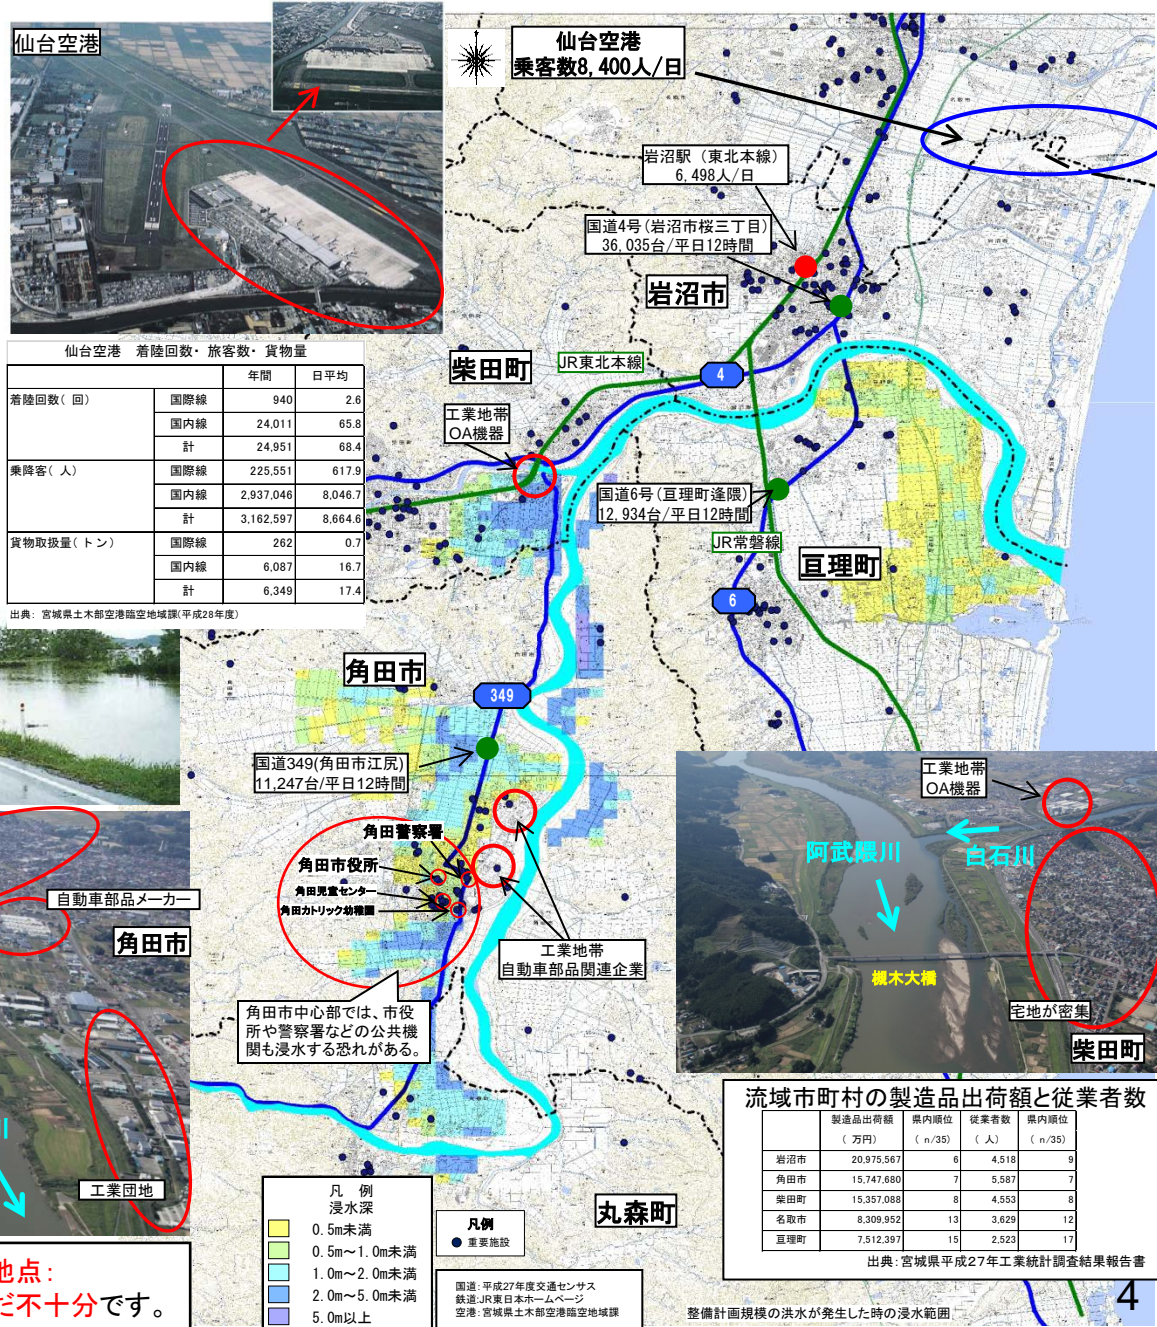 仙台空港
仙台空港
乗客数8,400人/日
岩沼駅（東北本線）
6,498人/日
国道4号(岩沼市桜三丁目)
36,035台/平日12時間
岩沼市
仙台空港　着陸回数・旅客数・貨物量
年間　日平均
着陸回数(回)　国際線　940　2.6
国内線　24,011　65.8
計　24,951　68.4
乗降客(人)　国際線　225,551　617.9
国内線　2,937,046　8,046.7
計　3,162,597　8,664.6
貨物取扱量(トン)　国際線　262　0.7
国内線　6,087　16.7
計　6,349　17.4
出典：宮城県土木部空港臨空地域課(平成28年度)
柴田町
JR東北本線
4
工業地帯
OA機器
国道6号(亘理町逢隈)
12,934台/平日12時間
JR常磐線
亘理町
6
角田市
349
国道349(角田市江尻)
11,247台/平日12時間
角田警察署
角田市役所
角田児童センター
角田カトリック幼稚園
工業地帯
自動車部品関連企業
角田市中心部では、市役
所や警察署などの公共機
関も浸水する恐れがある。
自動車部品メーカー
角田市
工業団地
川
地点：
だ不十分です。
工業地帯
OA機器
阿武隈川
白石川
槻木大橋
宅地が密集
柴田町
丸森町
流域市町村の製造品出荷額と従業者数
製造品出荷額　県内順位　従業者数　県内順位
（万円）　（n/35）　（人）　（n/35）
岩沼市　20,975,567　6　4,518　9
角田市　15,747,680　7　5,587　7
柴田町　15,357,088　8　4,553　8
名取市　8,309,952　13　3,629　12
亘理町　7,512,397　15　2,523　17
出典：宮城県平成27年工業統計調査結果報告書
凡　例
浸水深
0.5m未満
0.5m～1.0m未満
1.0m～2.0m未満
2.0m～5.0m未満
5.0m以上
凡例
重要施設
国道：平成27年度交通センサス
鉄道：JR東日本ホームページ
空港：宮城県土木部空港臨空地域課
整備計画規模の洪水が発生した時の浸水範囲
4